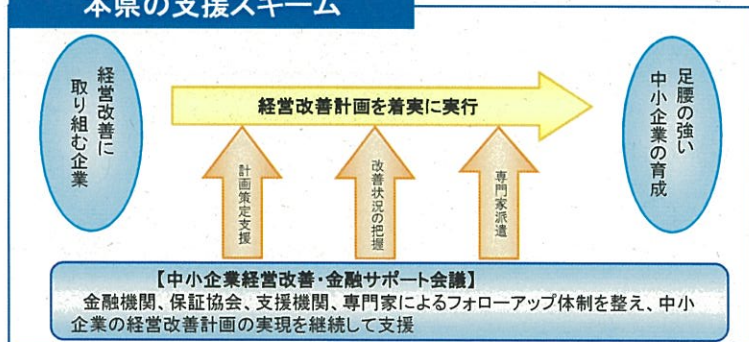 本県の支援スキーム
経営改善に
取り組む企業
経営改善計画を着実に実行
足腰の強い
中小企業の育成
計画策定支援
改善状況の把握
専門家派遣
【中小企業経営改善・金融サポート会議】
金融機関、保証協会、支援機関、専門家によるフォローアップ体制を整え、中小
企業の経営改善計画の実現を継続して支援